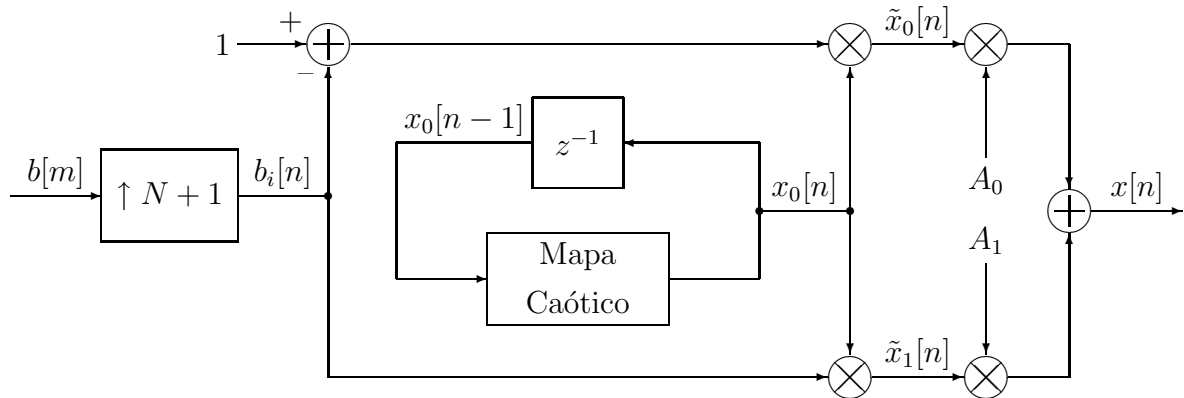 1
+
−
x̃₀[n]
x₀[n − 1]
z⁻¹
b[m]
↑ N + 1
bᵢ[n]
x₀[n]
A₀
x[n]
A₁
Mapa
Caótico
x̃₁[n]